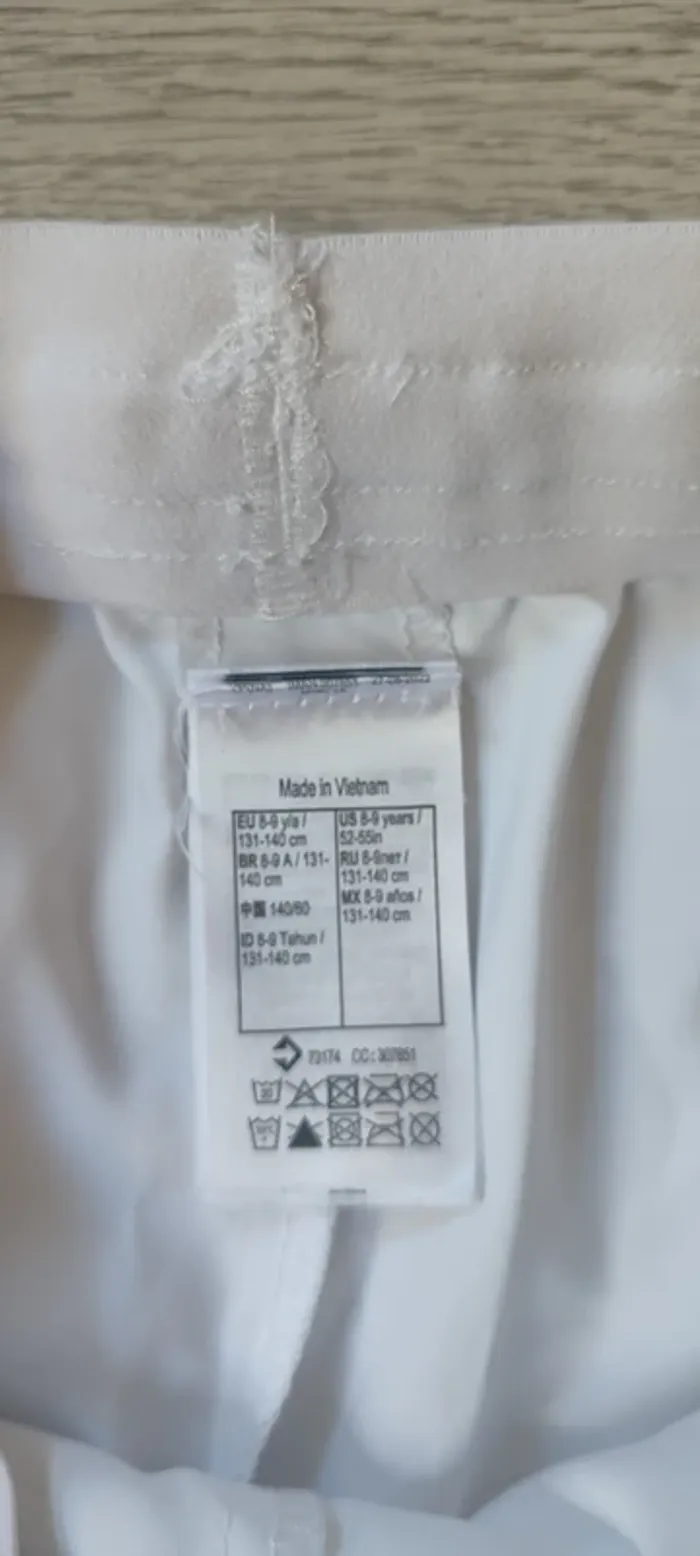 Made in Vietnam
EU 8-9 y/a /
131-140 cm
BR 8-9 A / 131-
140 cm
中国 140/60
ID 8-9 Tahun /
131-140 cm
US 8-9 years /
52-55in
RU 8-9лет /
131-140 cm
MX 8-9 años /
131-140 cm
73174 CC: 307851
30